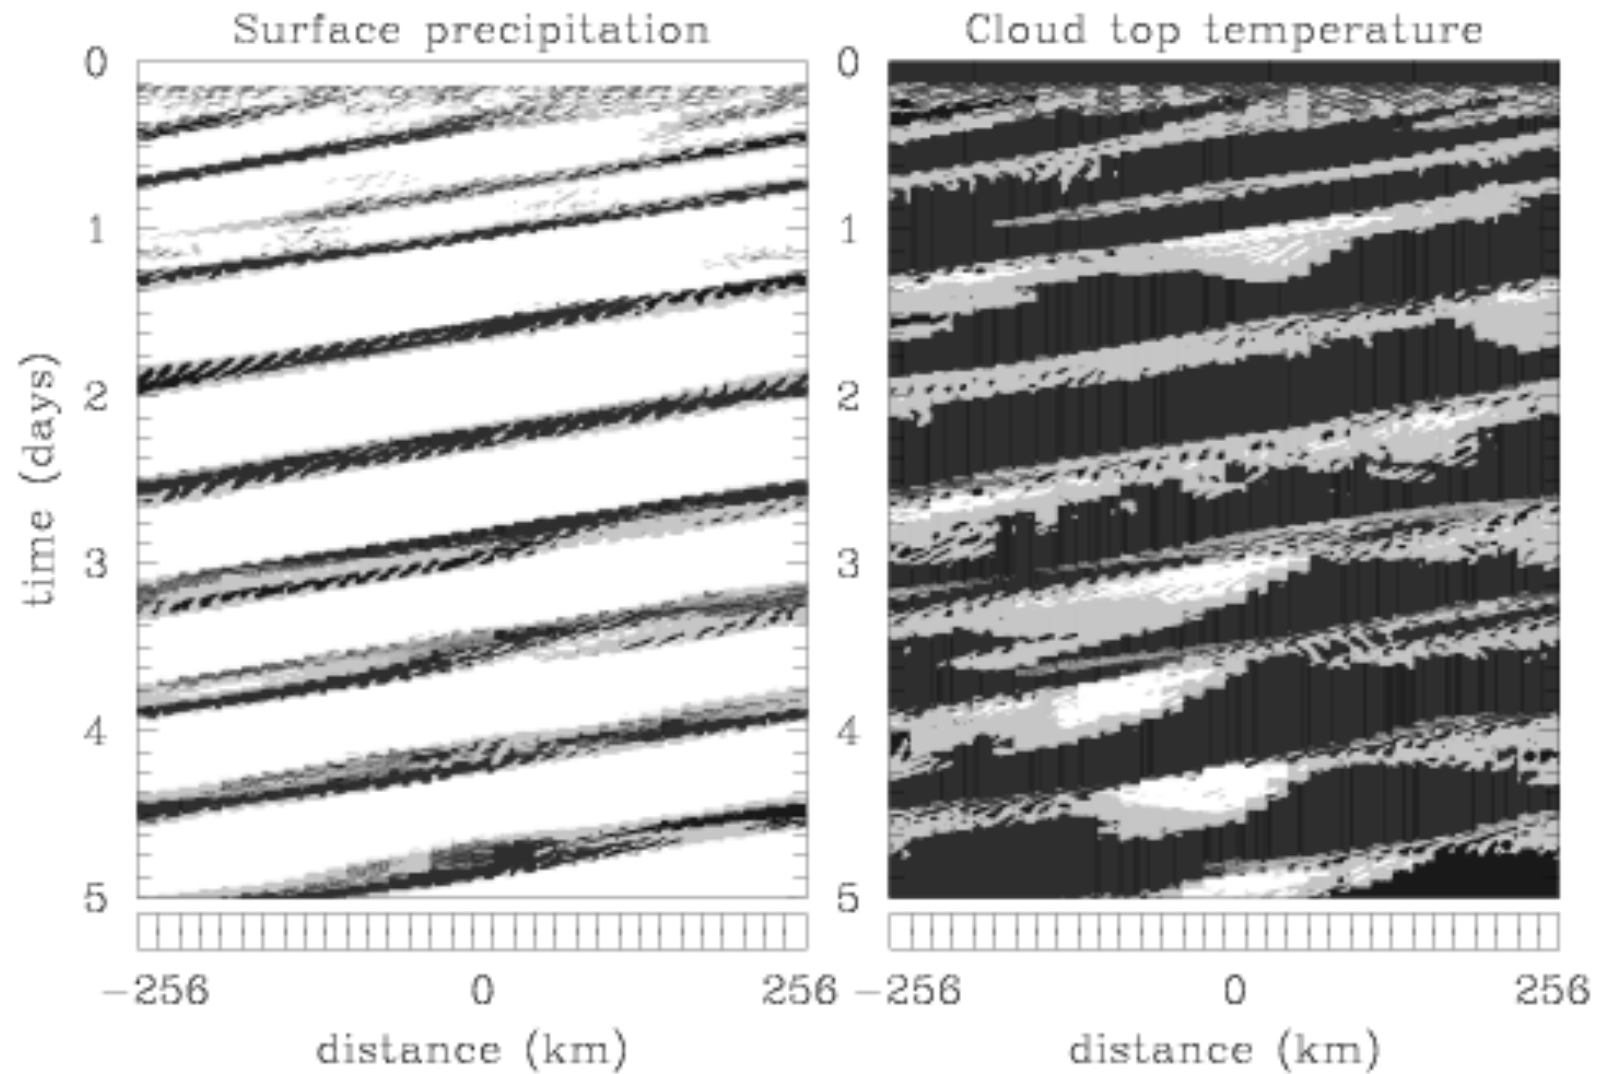 Surface precipitation
Cloud top temperature
0
1
2
3
4
5
time (days)
0
1
2
3
4
5
−256 0 256
−256 0 256
distance (km)
distance (km)